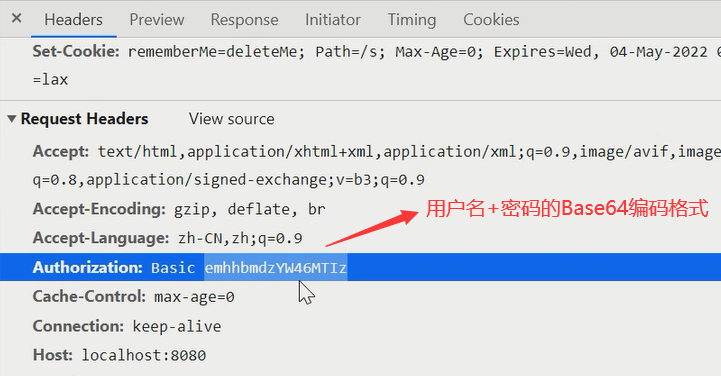 × Headers Preview Response Initiator Timing Cookies
Set-Cookie: rememberMe=deleteMe; Path=/s; Max-Age=0; Expires=Wed, 04-May-2022 0
=lax
▼Request Headers View source
Accept: text/html,application/xhtml+xml,application/xml;q=0.9,image/avif,image
q=0.8,application/signed-exchange;v=b3;q=0.9
Accept-Encoding: gzip, deflate, br
用户名+密码的Base64编码格式
Accept-Language: zh-CN,zh;q=0.9
Authorization: Basic emhhbmdzYW46MTIz
Cache-Control: max-age=0
Connection: keep-alive
Host: localhost:8080